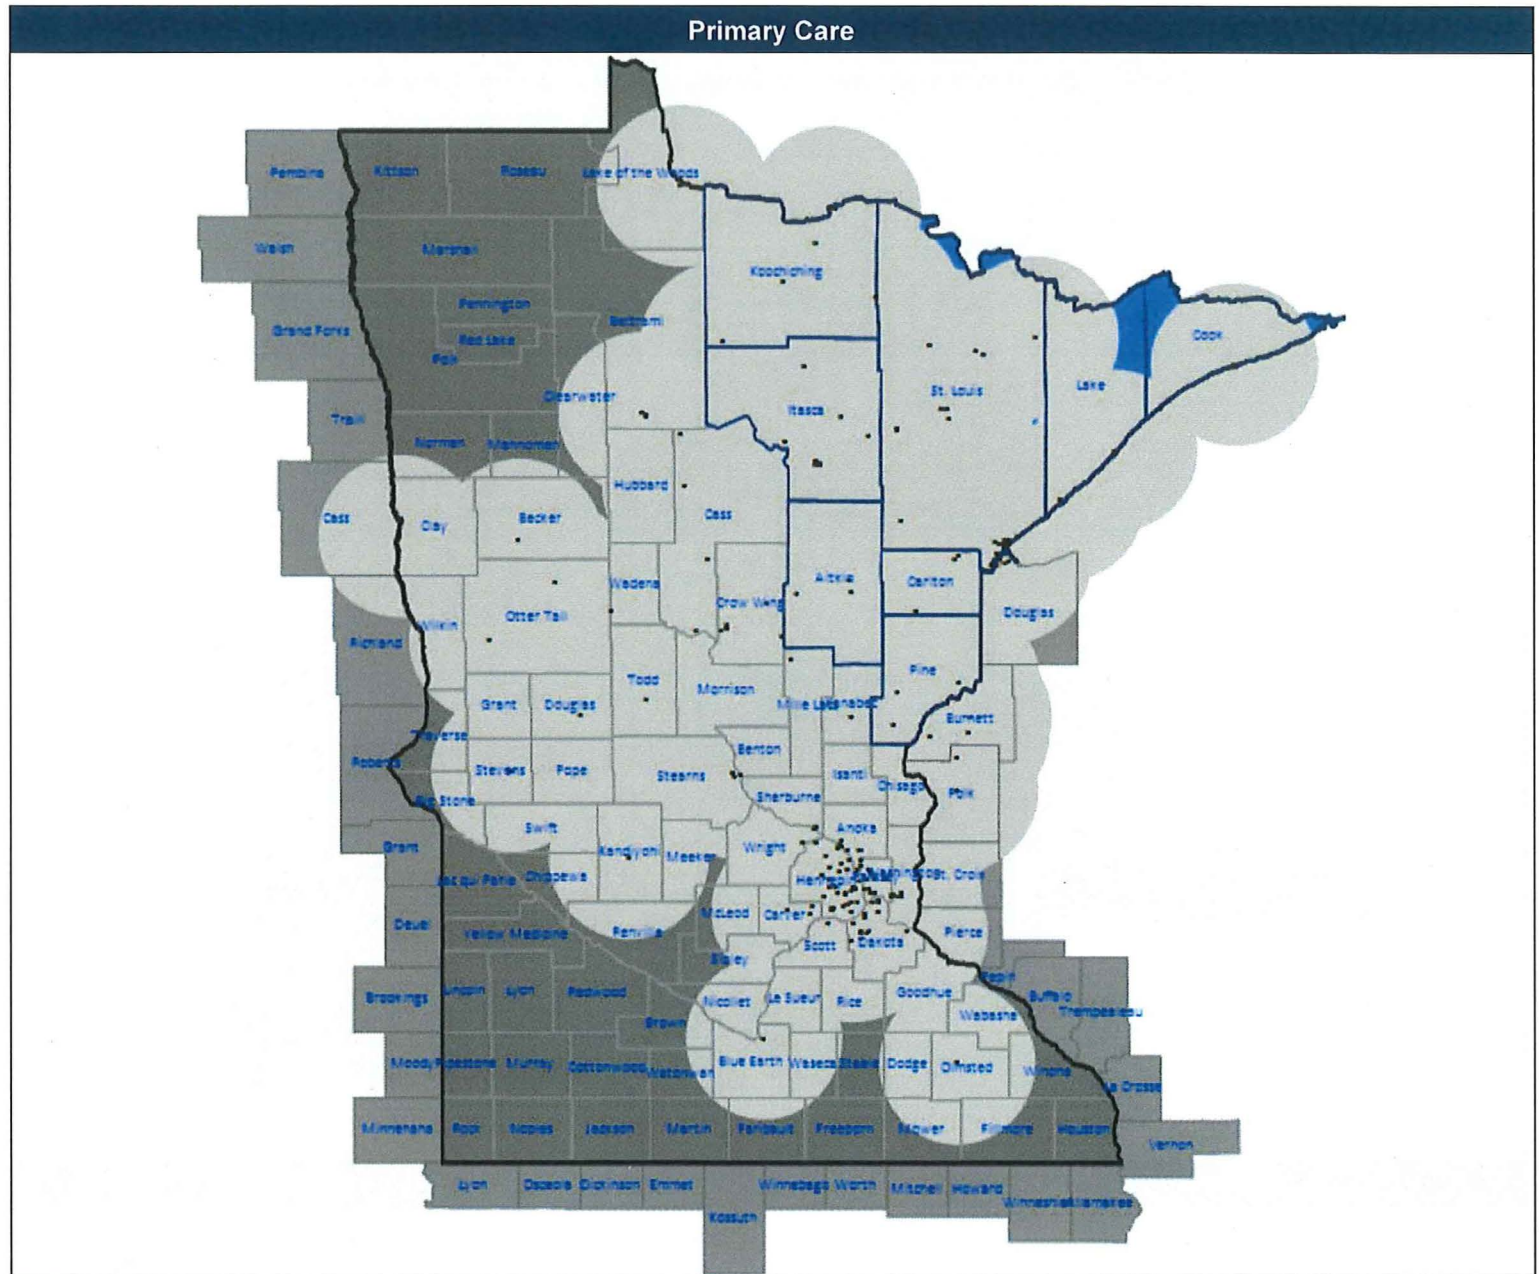 Primary Care
Pembina
Kittson
Roseau
Lake of the Woods
Walsh
Marshall
Koochiching
Pennington
Grand Forks
Beltrami
Red Lake
Polk
Cook
Clearwater
St. Louis
Lake
Itasca
Traill
Norman
Mahnomen
Hubbard
Cass
Clay
Becker
Cass
Wadena
Aitkin
Carlton
Crow Wing
Douglas
Otter Tail
Wilkin
Richland
Pine
Todd
Morrison
Grant
Douglas
Mille Lacs
Kanabec
Burnett
Traverse
Benton
Roberts
Stevens
Pope
Stearns
Isanti
Chisago
Polk
Big Stone
Sherburne
Swift
Anoka
Grant
Kandiyohi
Meeker
Wright
Lac qui Parle
Chippewa
Hennepin
Washington
St. Croix
McLeod
Carver
Deuel
Yellow Medicine
Renville
Scott
Dakota
Pierce
Sibley
Pepin
Brookings
Lincoln
Lyon
Redwood
Nicollet
Le Sueur
Rice
Goodhue
Buffalo
Wabasha
Trempealeau
Brown
Moody
Pipestone
Murray
Cottonwood
Watonwan
Blue Earth
Waseca
Steele
Dodge
Olmsted
Winona
La Crosse
Minnehaha
Rock
Nobles
Jackson
Martin
Faribault
Freeborn
Mower
Fillmore
Houston
Vernon
Lyon
Osceola
Dickinson
Emmet
Winnebago
Worth
Mitchell
Howard
Winneshiek
Allamakee
Kossuth